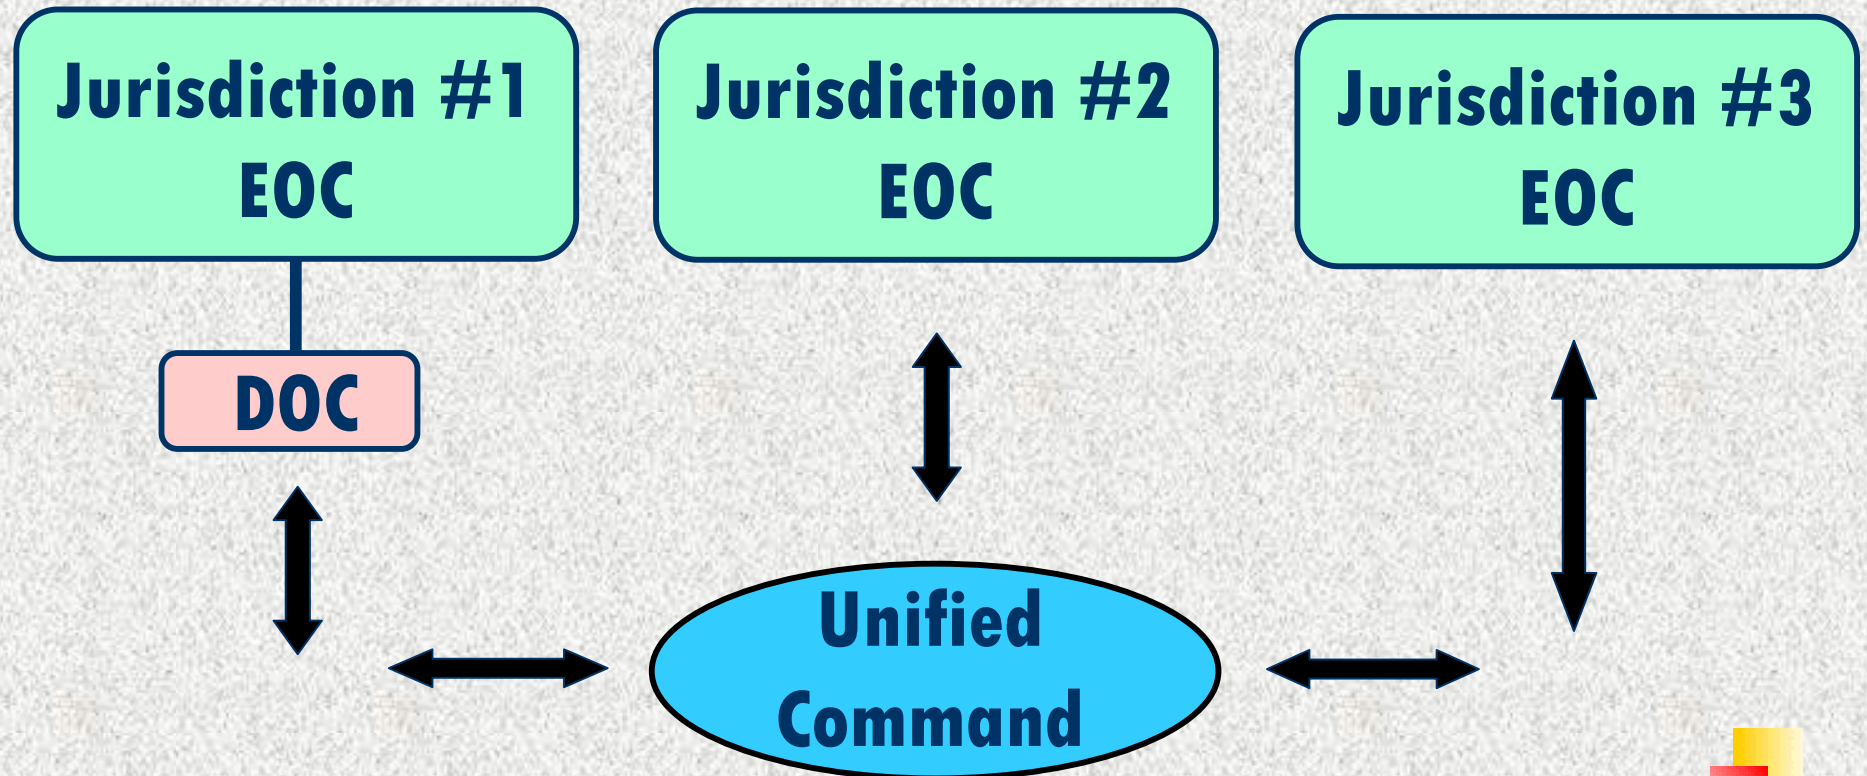 Jurisdiction #1
EOC
Jurisdiction #2
EOC
Jurisdiction #3
EOC
DOC
Unified
Command